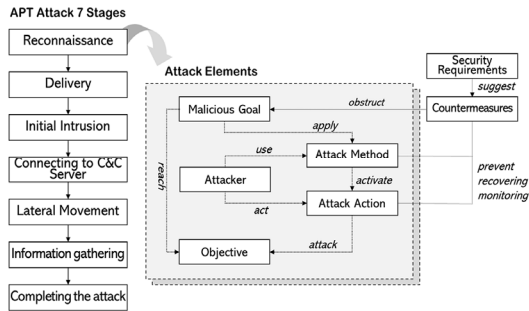 APT Attack 7 Stages
Reconnaissance
Delivery
Initial Intrusion
Connecting to C&C
Server
Lateral Movement
Information gathering
Completing the attack
Attack Elements
Malicious Goal
apply
use
Attack Method
Attacker
activate
act
Attack Action
reach
attack
Objective
obstruct
Security
Requirements
suggest
Countermeasures
prevent
recovering
monitoring